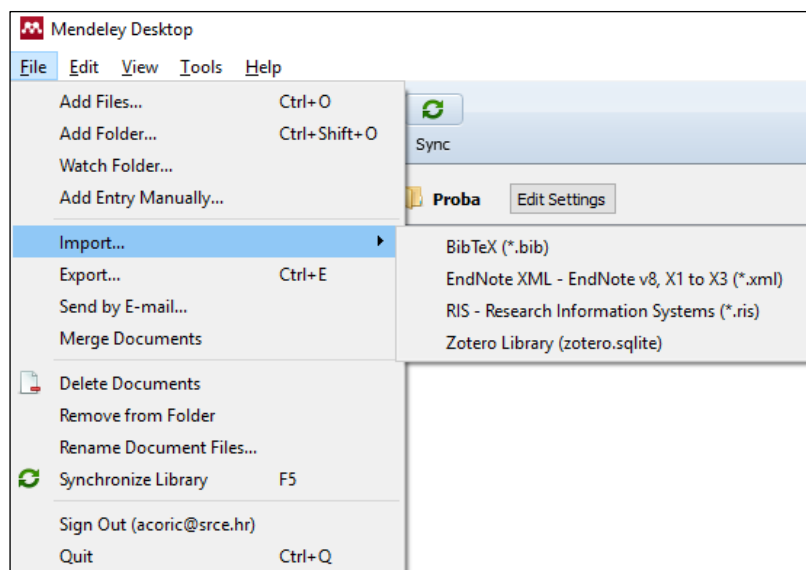 Mendeley Desktop
File Edit View Tools Help
Add Files... Ctrl+O
Add Folder... Ctrl+Shift+O
Watch Folder...
Add Entry Manually...
Import...
Export... Ctrl+E
Send by E-mail...
Merge Documents
Delete Documents
Remove from Folder
Rename Document Files...
Synchronize Library F5
Sign Out (acoric@srce.hr)
Quit Ctrl+Q
Sync
Proba Edit Settings
BibTeX (*.bib)
EndNote XML - EndNote v8, X1 to X3 (*.xml)
RIS - Research Information Systems (*.ris)
Zotero Library (zotero.sqlite)